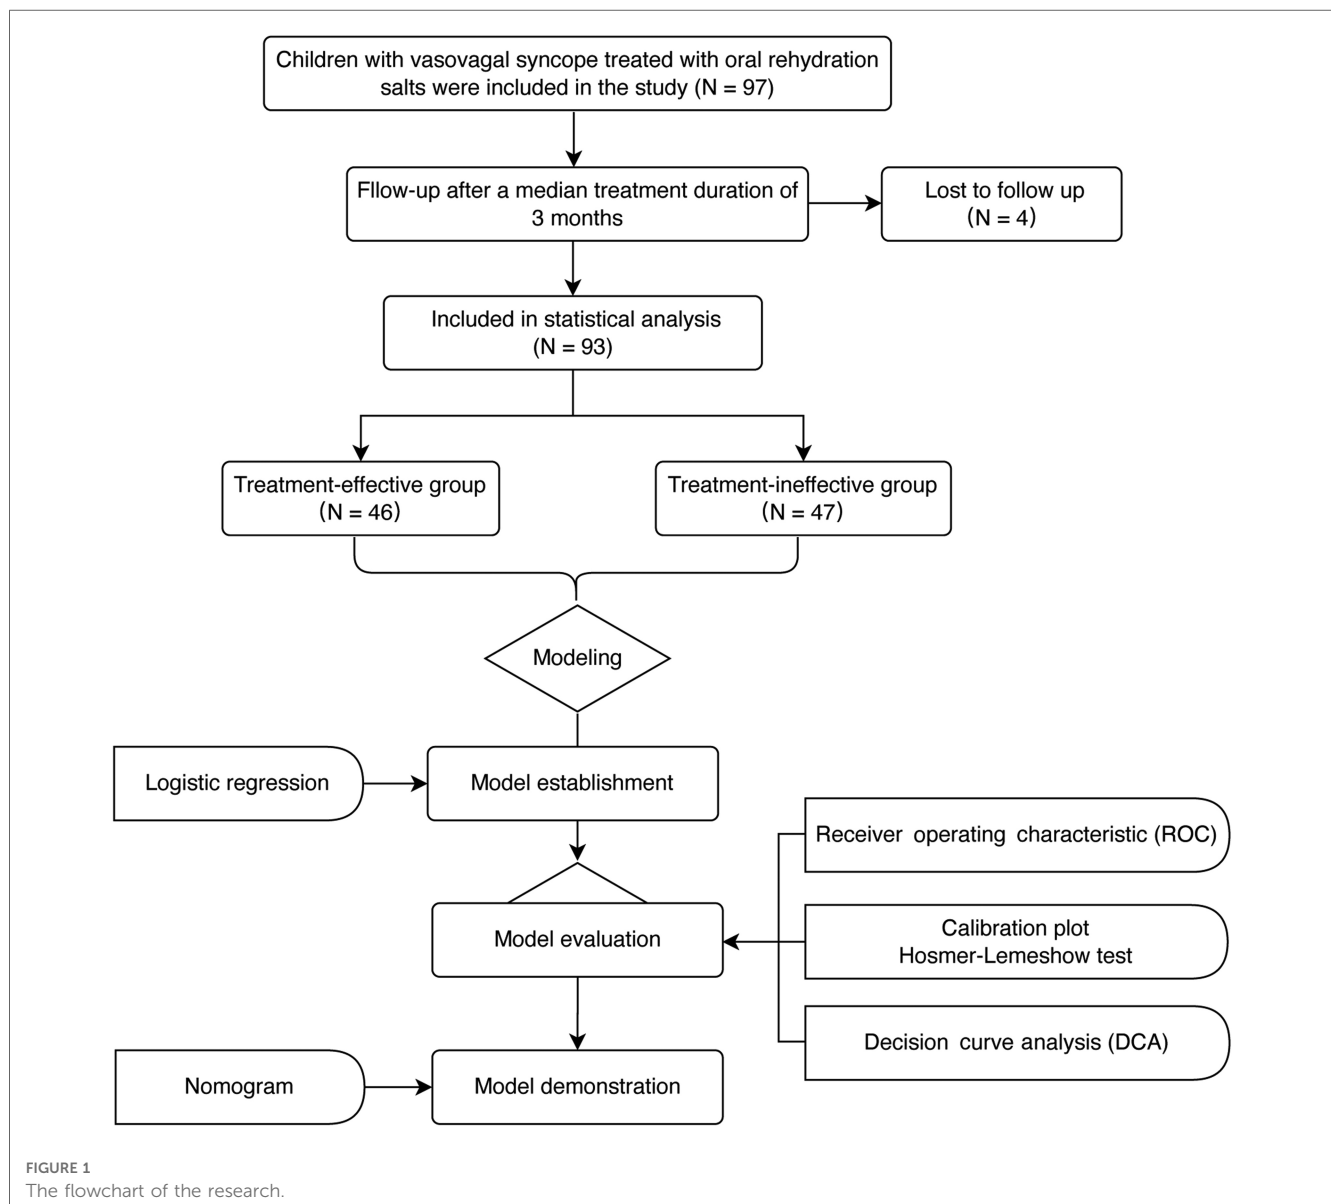 Children with vasovagal syncope treated with oral rehydration
salts were included in the study (N = 97)
Fllow-up after a median treatment duration of
3 months
Lost to follow up
(N = 4)
Included in statistical analysis
(N = 93)
Treatment-effective group
(N = 46)
Treatment-ineffective group
(N = 47)
Modeling
Logistic regression
Model establishment
Receiver operating characteristic (ROC)
Model evaluation
Calibration plot
Hosmer-Lemeshow test
Decision curve analysis (DCA)
Nomogram
Model demonstration
FIGURE 1
The flowchart of the research.